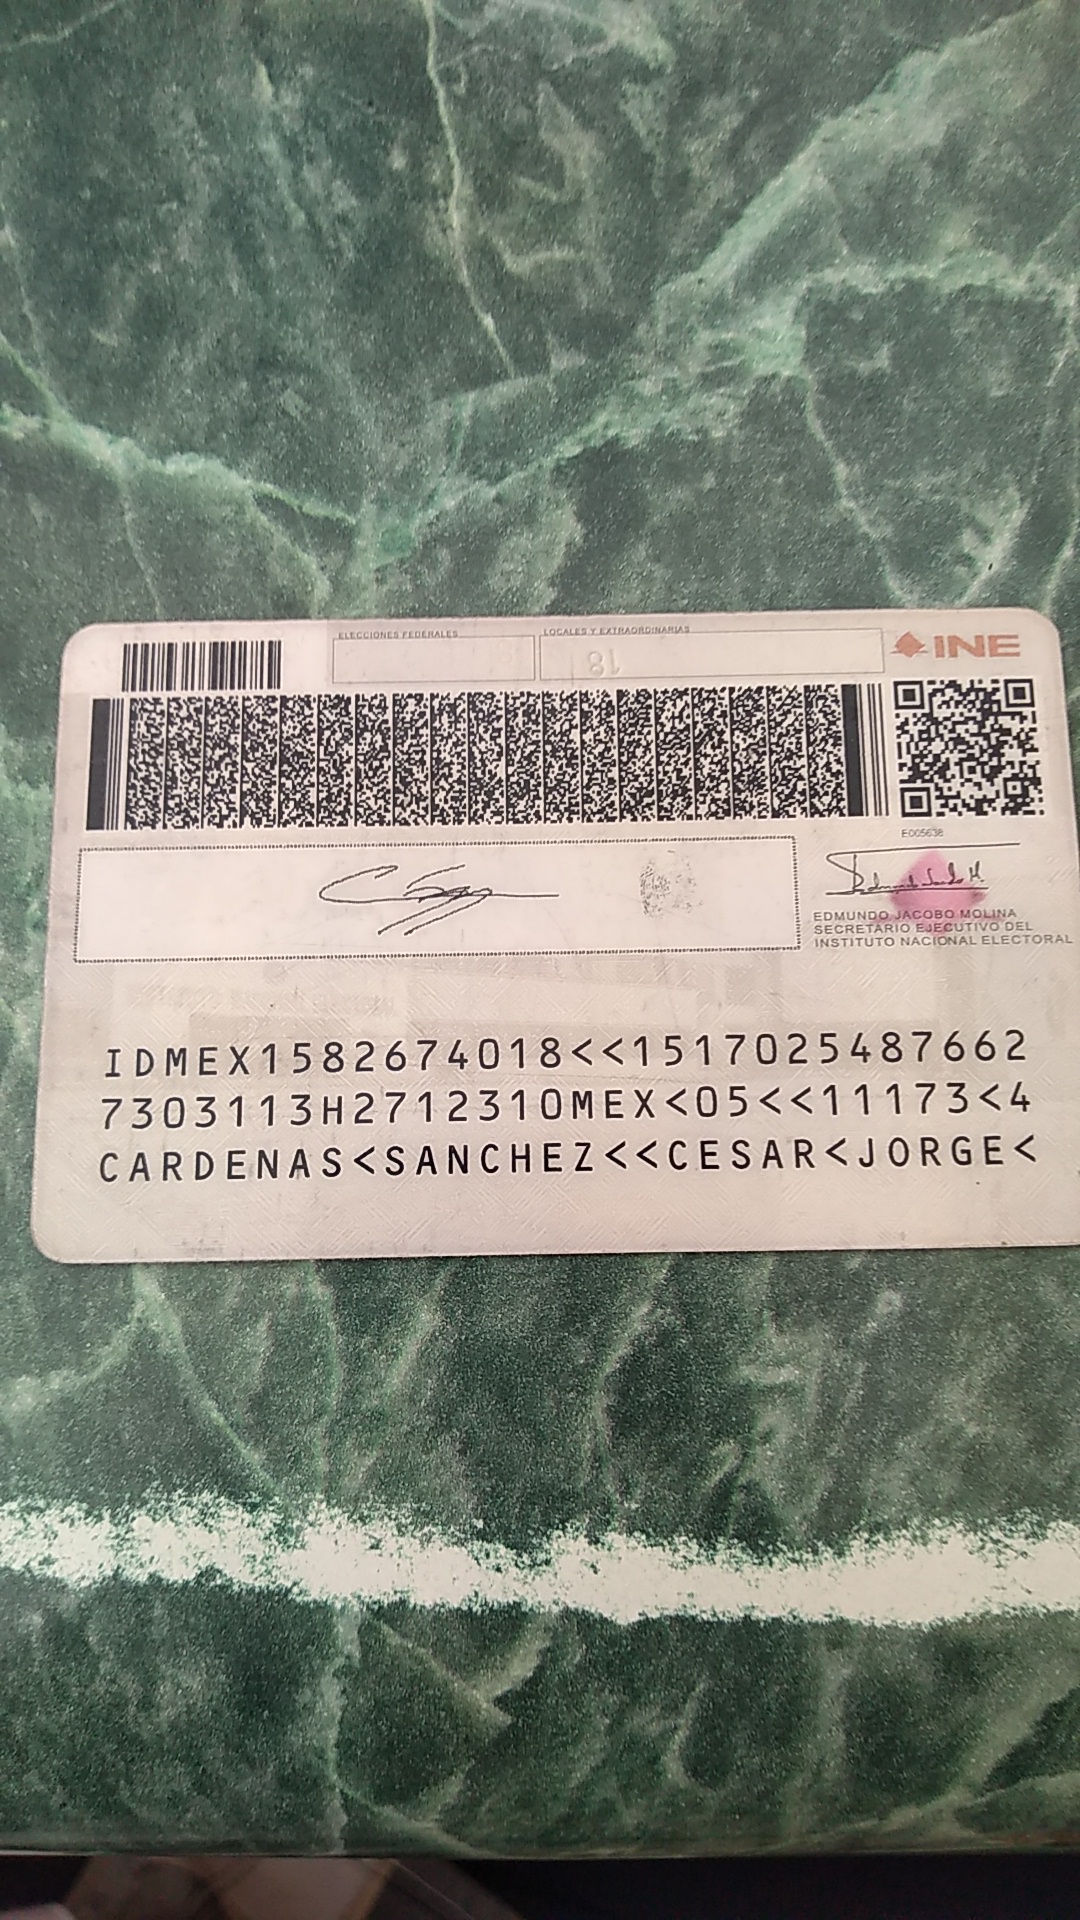 ELECCIONES FEDERALES
LOCALES Y EXTRAORDINARIAS
18
INE
E005638
EDMUNDO JACOBO MOLINA
SECRETARIO EJECUTIVO DEL
INSTITUTO NACIONAL ELECTORAL
IDMEX1582674018<<1517025487662
7303113H2712310MEX<05<<11173<4
CARDENAS<SANCHEZ<<CESAR<JORGE<